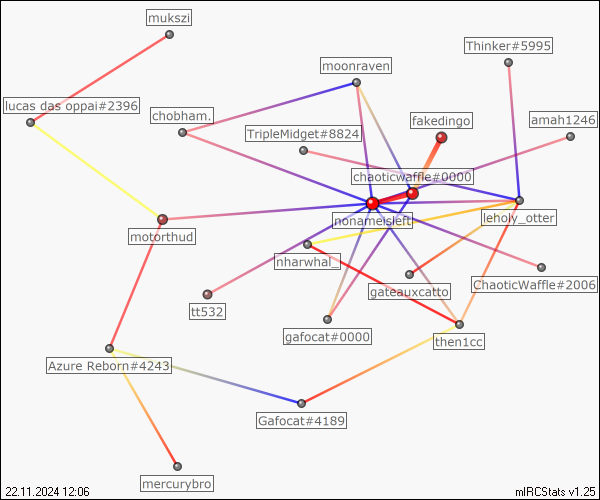 mukszi
Thinker#5995
moonraven
lucas das oppai#2396
chobham.
fakedingo
amah1246
TripleMidget#8824
chaoticwaffle#0000
nonameisleft
leholy_otter
motorthud
nharwhal_
gateauxcatto
ChaoticWaffle#2006
tt532
gafocat#0000
then1cc
Azure Reborn#4243
Gafocat#4189
mercurybro
22.11.2024 12:06
mIRCStats v1.25